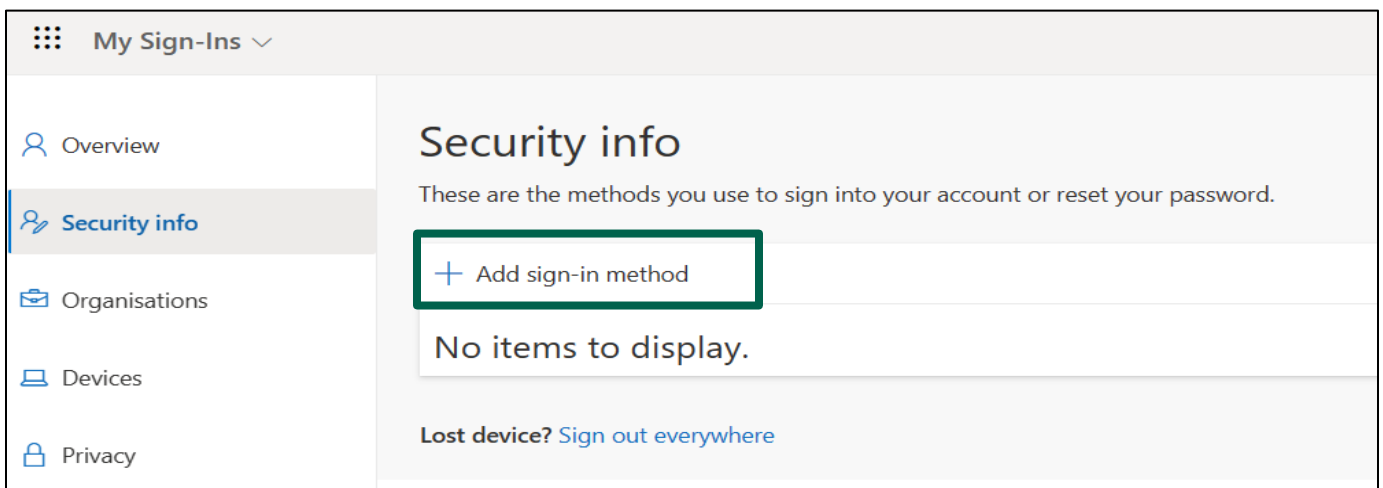 My Sign-Ins
Overview
Security info
Organisations
Devices
Privacy
Security info
These are the methods you use to sign into your account or reset your password.
Add sign-in method
No items to display.
Lost device? Sign out everywhere